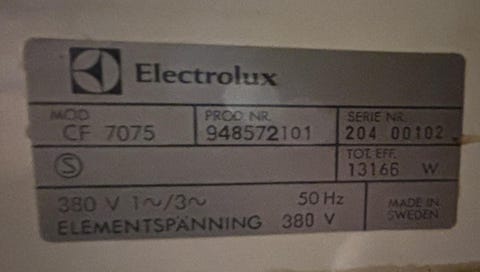 Electrolux
MOD PROD. NR. SERIE NR.
CF 7075 948572101 204 00102
S TOT. EFF.
13166 W
380 V 1~/3~ 50 Hz MADE IN
ELEMENTSPÄNNING 380 V SWEDEN